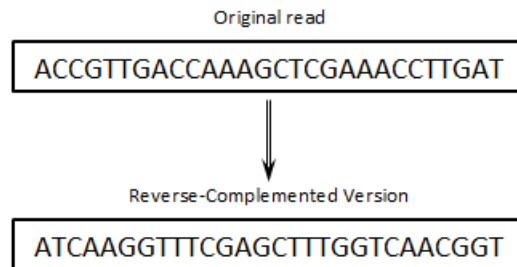 Original read
ACCGTTGACCAAAGCTCGAAACCTTGAT
Reverse-Complemented Version
ATCAAGGTTTCGAGCTTTGGTCAACGGT